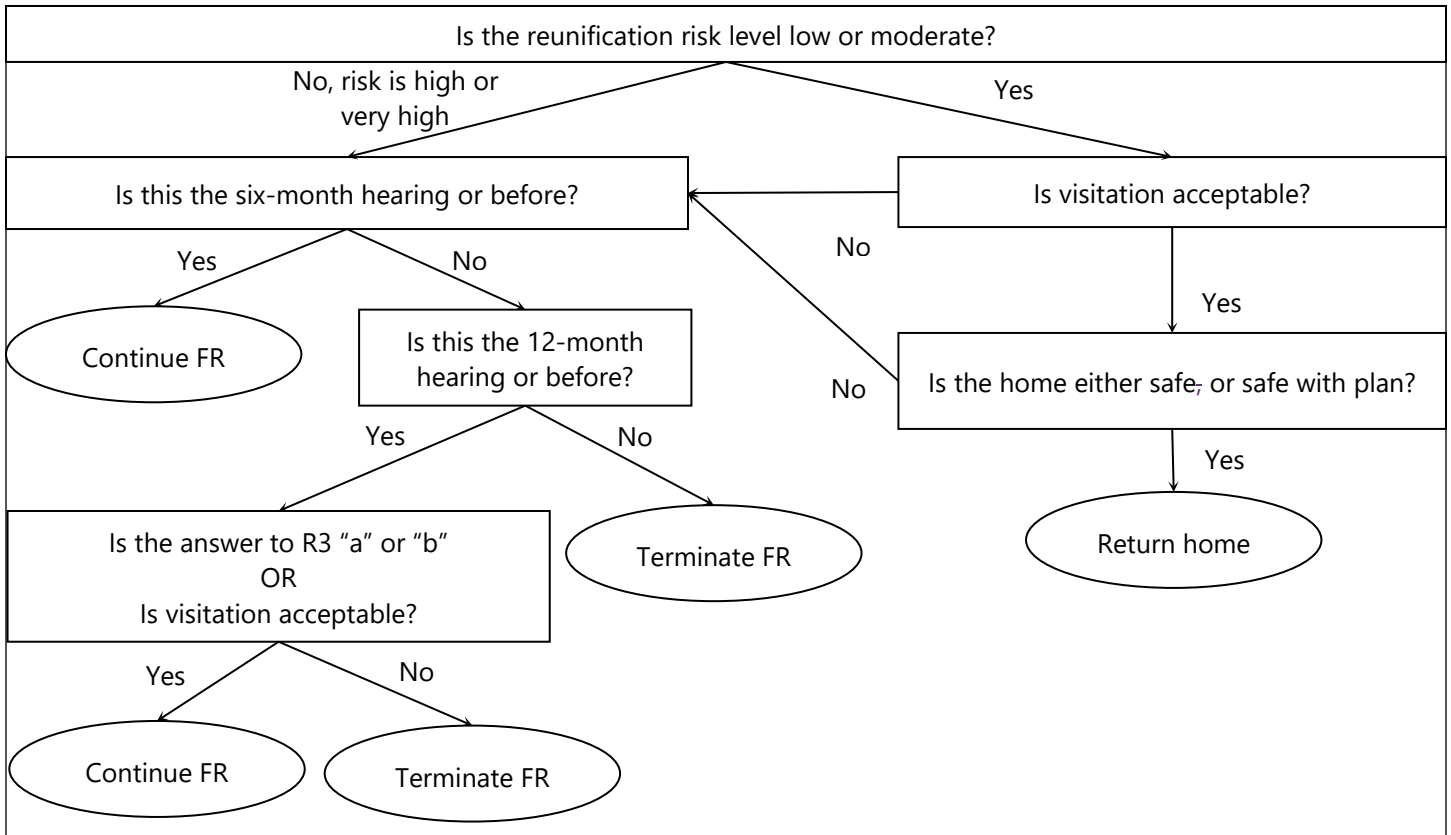 Is the reunification risk level low or moderate?
No, risk is high or
very high
Yes
Is this the six-month hearing or before?
Is visitation acceptable?
Yes
No
No
Yes
Continue FR
Is this the 12-month
hearing or before?
No
Is the home either safe, or safe with plan?
Yes
No
Yes
Is the answer to R3 “a” or “b”
OR
Is visitation acceptable?
Terminate FR
Return home
Yes
No
Continue FR
Terminate FR